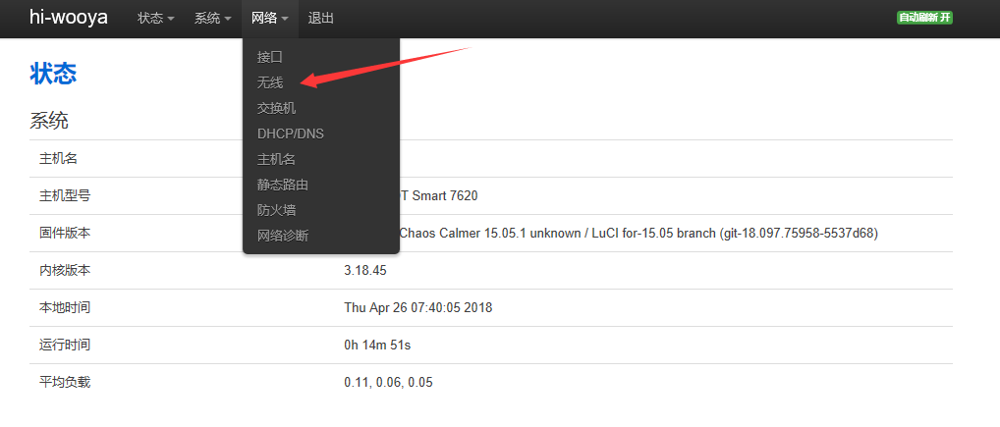 hi-wooya 状态 系统 网络 退出 自动刷新 开
接口
无线
交换机
DHCP/DNS
主机名
静态路由
防火墙
网络诊断
状态
系统
主机名
主机型号 Smart 7620
固件版本 Chaos Calmer 15.05.1 unknown / LuCI for-15.05 branch (git-18.097.75958-5537d68)
内核版本 3.18.45
本地时间 Thu Apr 26 07:40:05 2018
运行时间 0h 14m 51s
平均负载 0.11, 0.06, 0.05